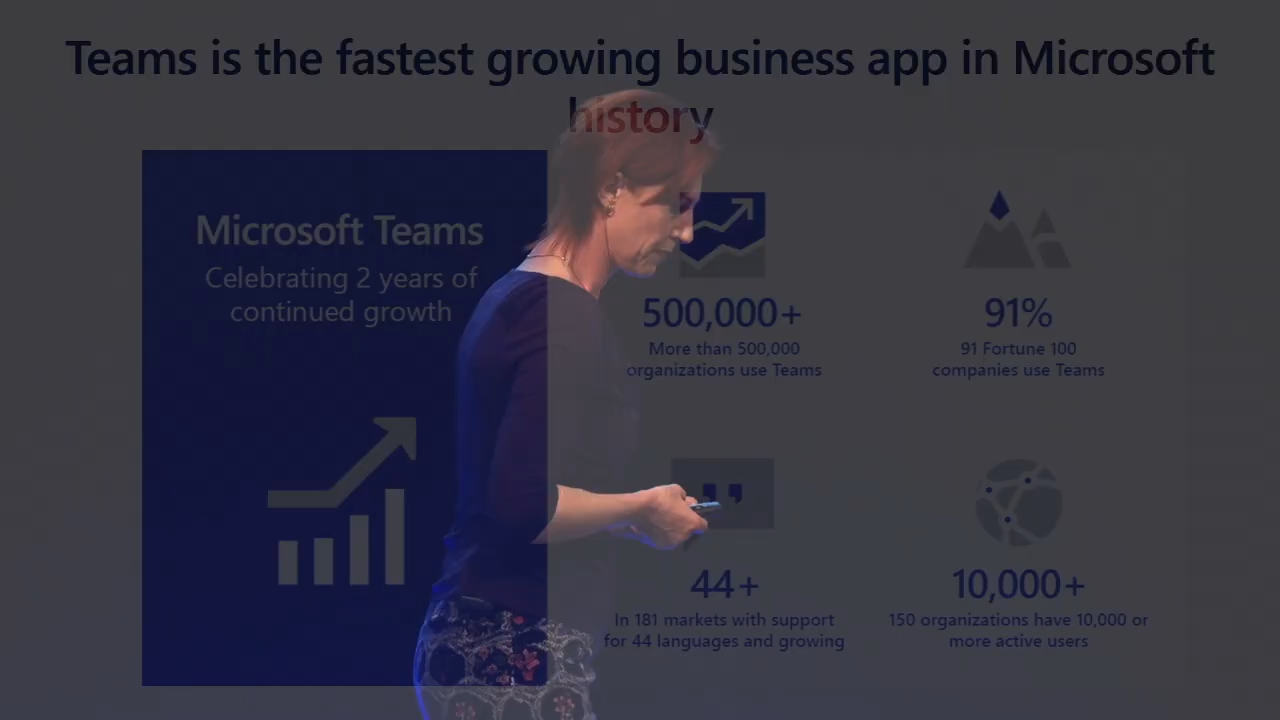 Teams is the fastest growing business app in Microsoft
history
Microsoft Teams
Celebrating 2 years of
continued growth
500,000+
More than 500,000
organizations use Teams
91%
91 Fortune 100
companies use Teams
44+
In 181 markets with support
for 44 languages and growing
10,000+
150 organizations have 10,000 or
more active users